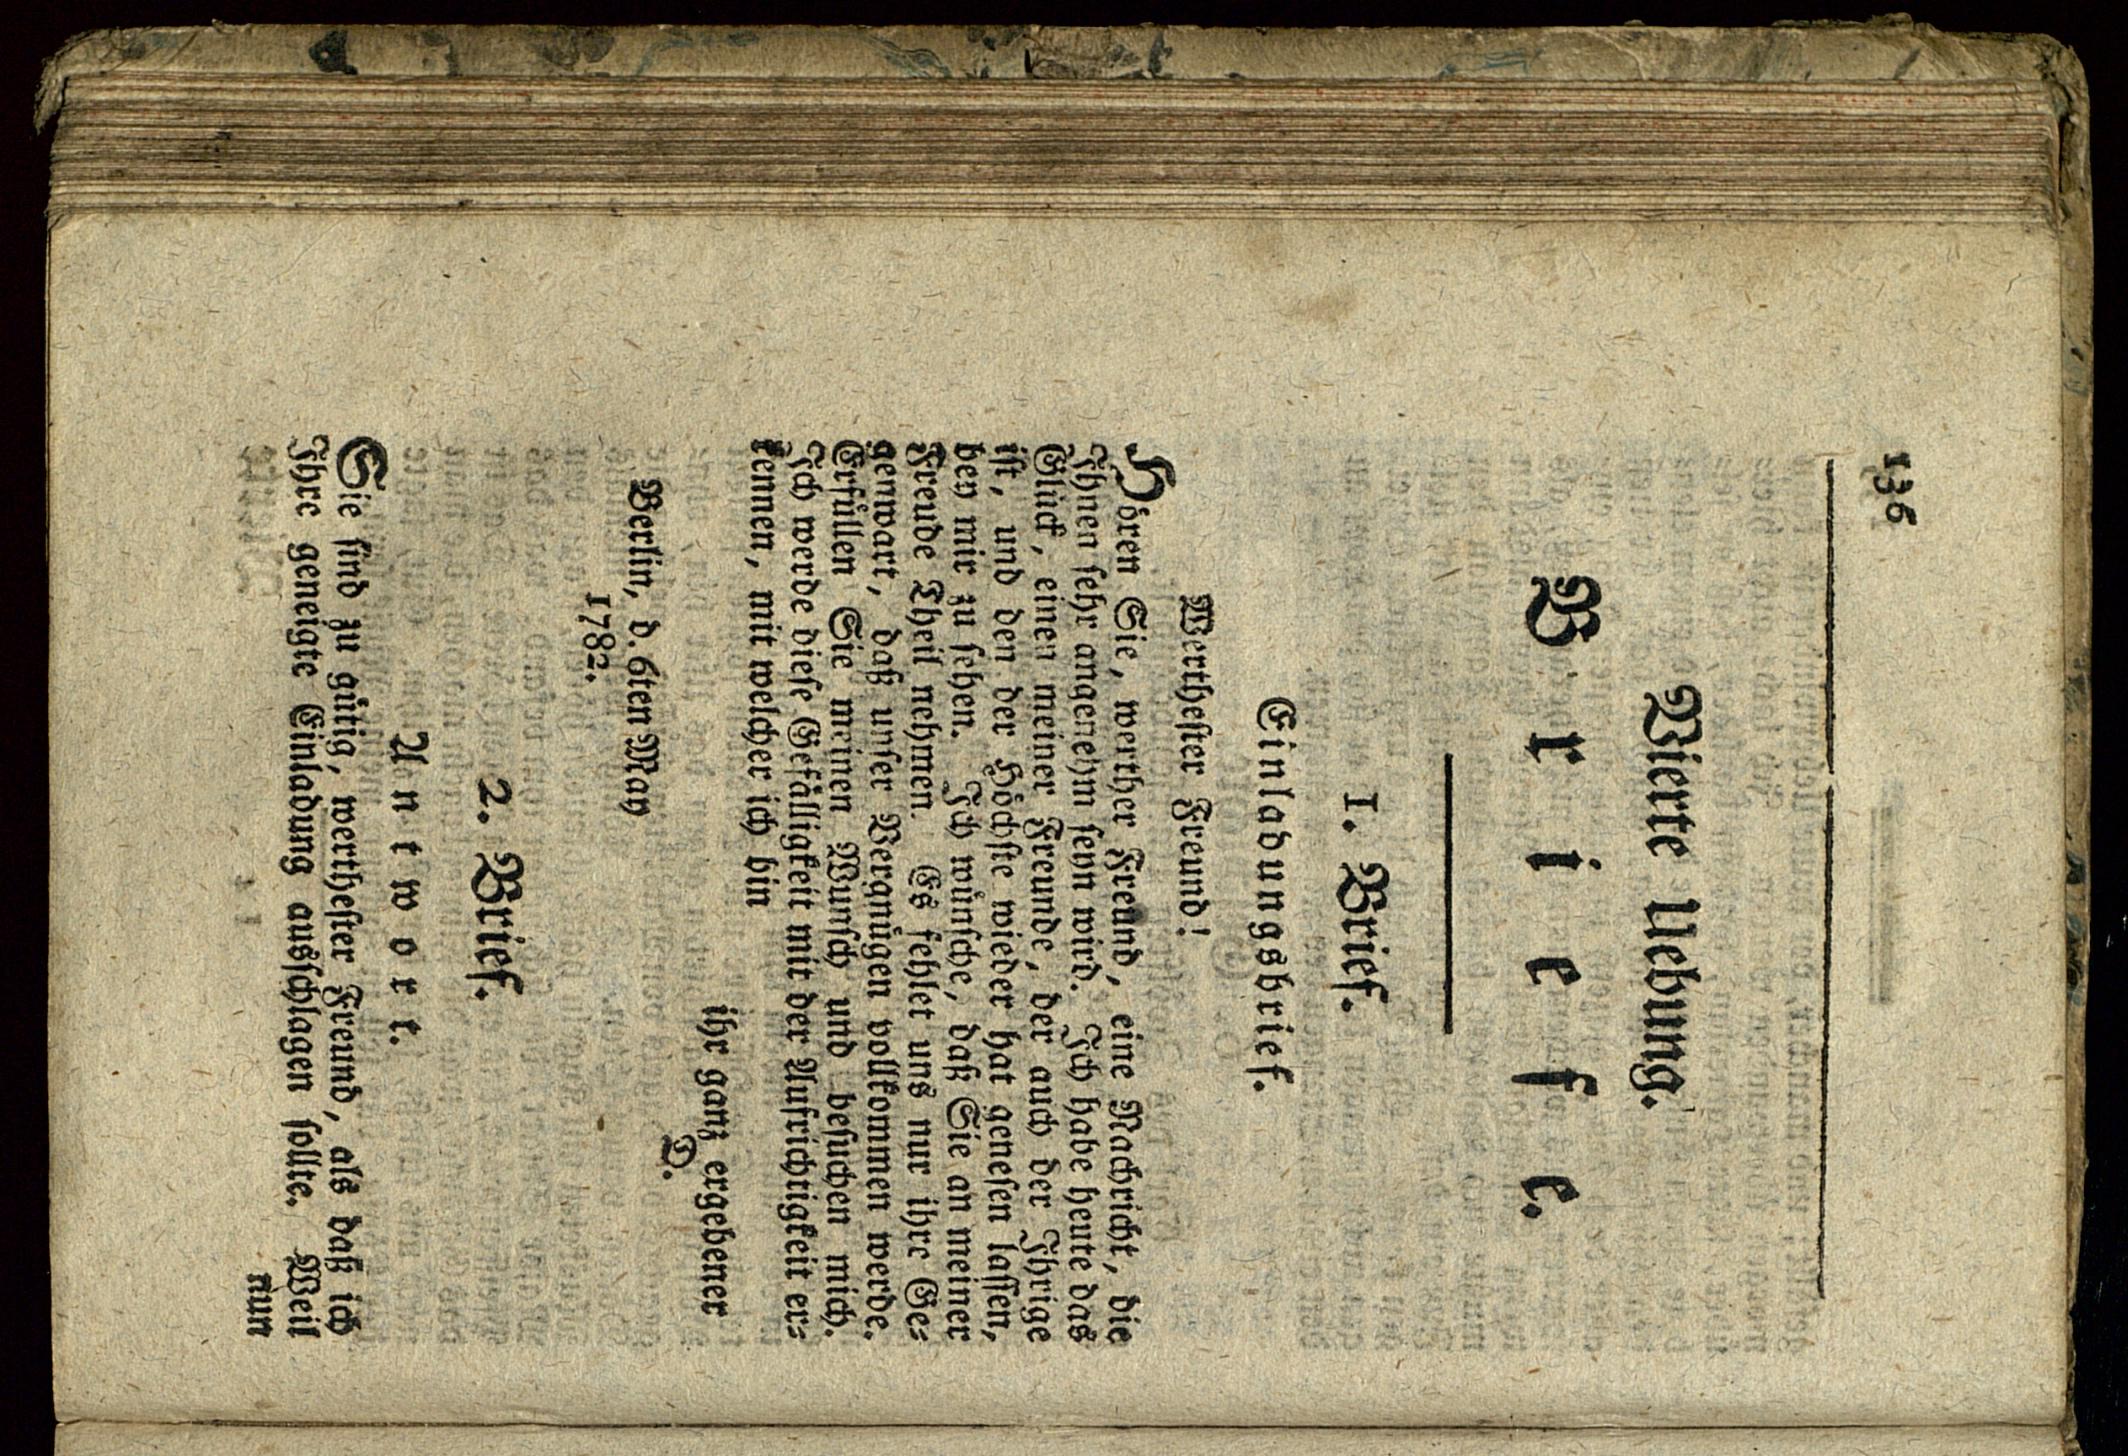 136
Vierte Uebung.
Briefe.
1. Brief.
Einladungsbrief.
Werthester Freund!
Hören Sie, werther Freund, eine Nachricht, die
Ihnen sehr angenehm seyn wird. Ich habe heute das
Glück, einen meiner Freunde, der auch der Ihrige
ist, und den der Höchste wieder hat genesen lassen,
bey mir zu sehen. Ich wünsche, daß Sie an meiner
Freude Theil nehmen. Es fehlet uns nur ihre Ge-
genwart, daß unser Vergnügen vollkommen werde.
Erfüllen Sie meinen Wunsch und besuchen mich.
Ich werde diese Gefälligkeit mit der Aufrichtigkeit er-
kennen, mit welcher ich bin
ihr ganz ergebener
D.
Berlin, d. 6ten May
1782.
2. Brief.
Antwort.
Sie sind zu gütig, werthester Freund, als daß ich
Ihre geneigte Einladung ausschlagen sollte. Weil
nun